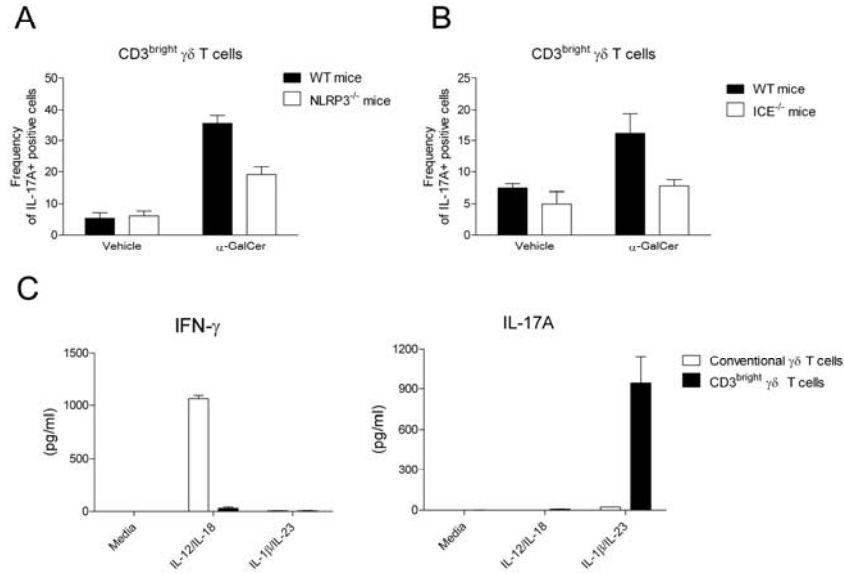 A
CD3bright γδ T cells
WT mice
NLRP3-/- mice
Frequency
of IL-17A+ positive cells
50
40
30
20
10
0
Vehicle
α-GalCer
B
CD3bright γδ T cells
WT mice
ICE-/- mice
Frequency
of IL-17A+ positive cells
25
20
15
10
5
0
Vehicle
α-GalCer
C
IFN-γ
(pg/ml)
1500
1000
500
0
Media
IL-12/IL-18
IL-1β/IL-23
IL-17A
(pg/ml)
1200
900
600
300
0
Media
IL-12/IL-18
IL-1β/IL-23
Conventional γδ T cells
CD3bright γδ T cells